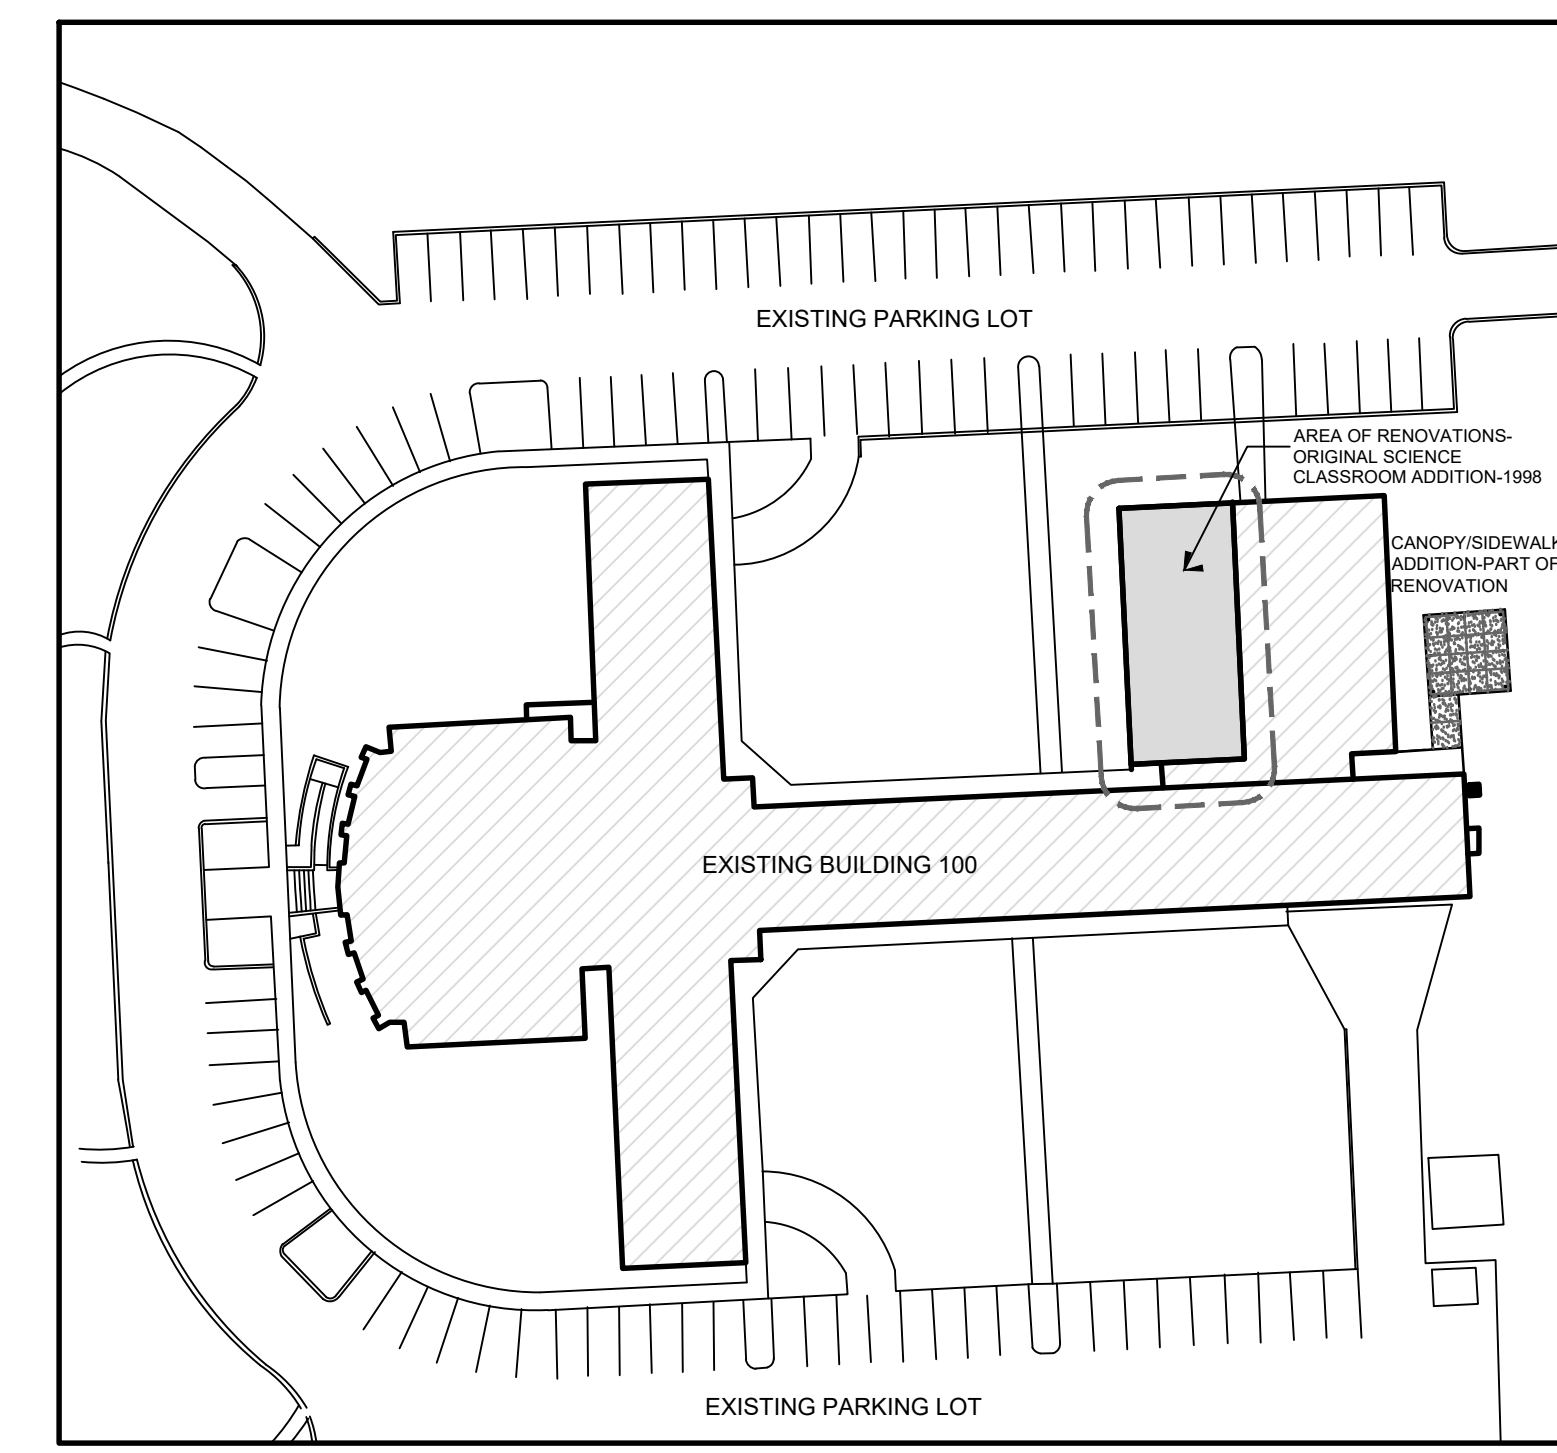 EXISTING PARKING LOT
AREA OF RENOVATIONS-
ORIGINAL SCIENCE
CLASSROOM ADDITION-1998
CANOPY/SIDEWALK
ADDITION-PART OF
RENOVATION
EXISTING BUILDING 100
EXISTING PARKING LOT